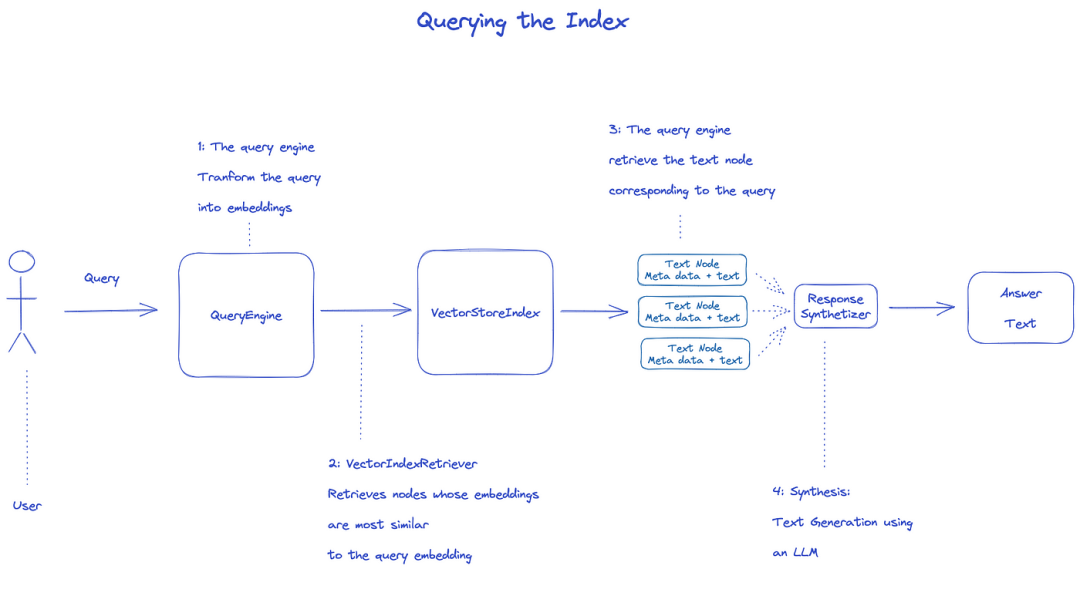 Querying the Index
1: The query engine
Tranform the query
into embeddings
3: The query engine
retrieve the text node
corresponding to the query
Query
QueryEngine
VectorStoreIndex
Text Node
Meta data + text
Text Node
Meta data + text
Text Node
Meta data + text
Response
Synthetizer
Answer
Text
User
2: VectorIndexRetriever
Retrieves nodes whose embeddings
are most similar
to the query embedding
4: Synthesis:
Text Generation using
an LLM